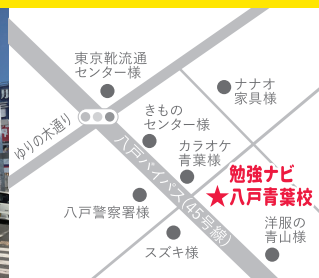 東京靴流通
センター様
ナナオ
家具様
きもの
センター様
ゆりの木通り
カラオケ
青葉様
八戸バイパス(45号線)
勉強ナビ
★八戸青葉校
八戸警察署様
洋服の
青山様
スズキ様